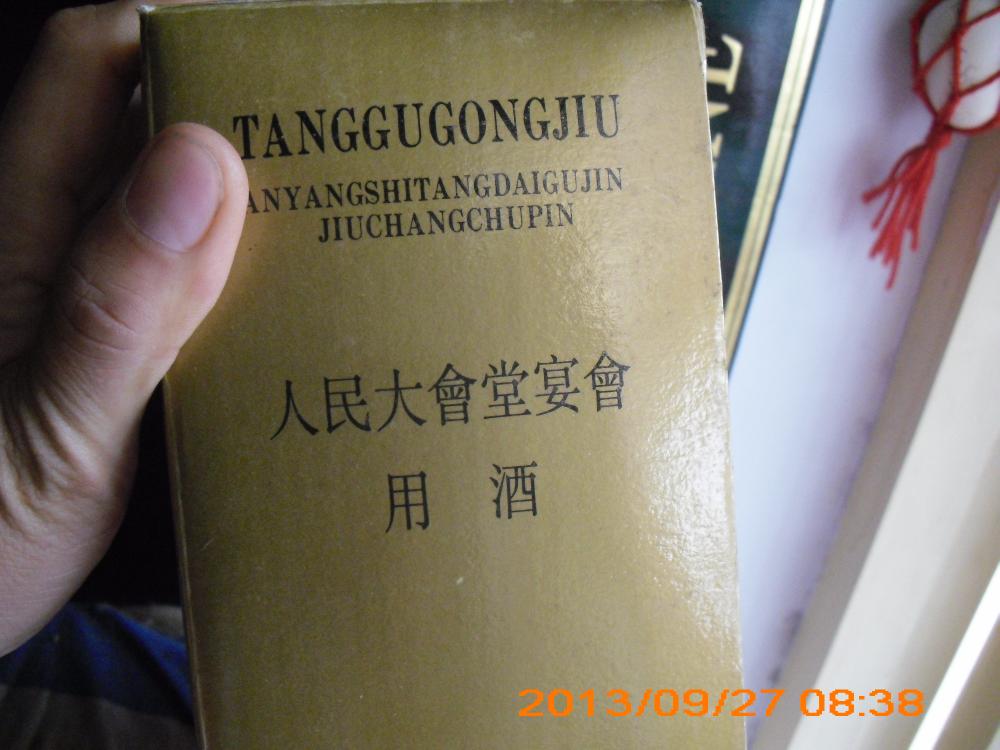 TANGGUGONGJIU
ANYANGSHITANGDAIGUJIN
JIUCHANGCHUPIN
人民大會堂宴會
用 酒
2013/09/27 08:38